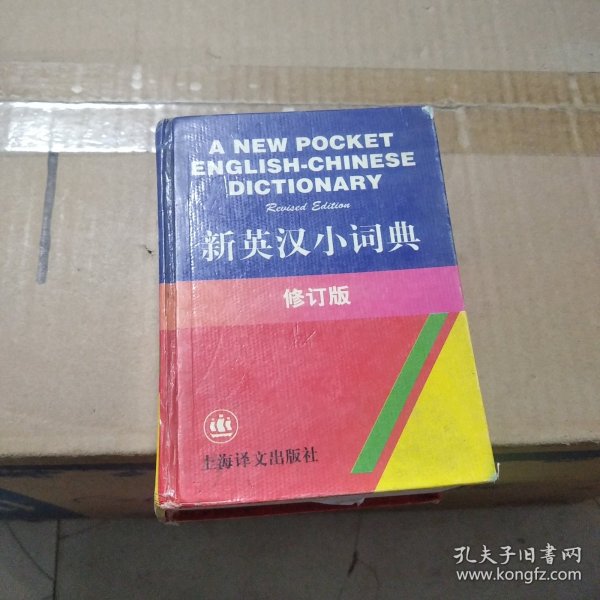 A NEW POCKET
ENGLISH-CHINESE
DICTIONARY
Revised Edition
新英汉小词典
修订版
上海译文出版社
孔夫子旧书网
www.kongfz.com